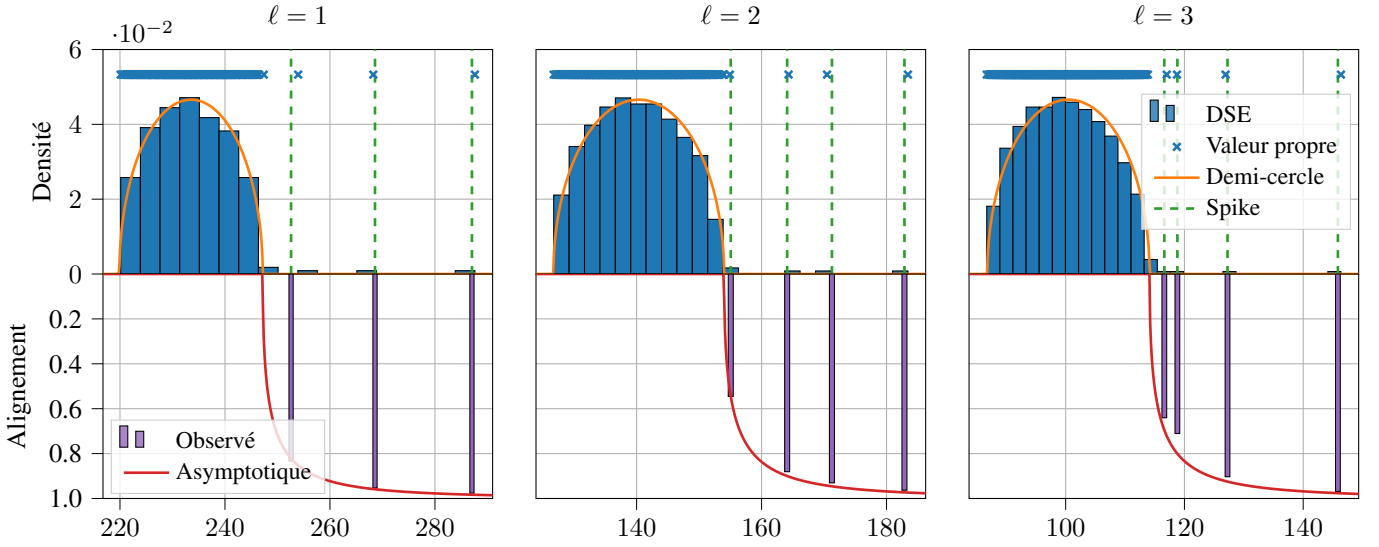 ℓ = 1
ℓ = 2
ℓ = 3
·10⁻²
6
4
2
0
Densité
DSE
Valeur propre
Demi-cercle
Spike
0.2
0.4
0.6
0.8
1.0
Alignement
Observé
Asymptotique
220 240 260 280
140 160 180
100 120 140